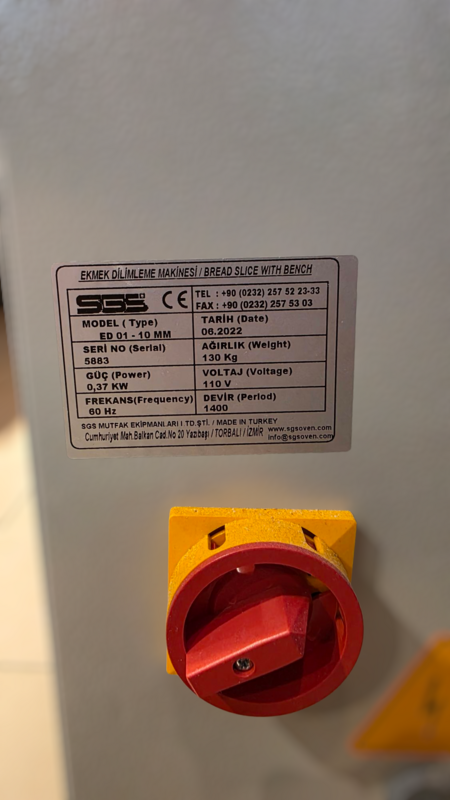 EKMEK DİLİMLEME MAKİNESİ / BREAD SLICE WITH BENCH
SGS CE
TEL : +90 (0232) 257 52 23-33
FAX : +90 (0232) 257 53 03
MODEL ( Type)
ED 01 - 10 MM
TARİH (Date)
06.2022
SERİ NO (Serial)
5883
AĞIRLIK (Weight)
130 Kg
GÜÇ (Power)
0,37 KW
VOLTAJ (Voltage)
110 V
FREKANS(Frequency)
60 Hz
DEVİR (Period)
1400
SGS MUTFAK EKİPMANLARI I TD.ŞTİ. / MADE IN TURKEY
www.sgsoven.com
Cumhuriyet Mah.Balkan Cad.No 20 Yazıbaşı / TORBALI / İZMİR
info@sgsoven.com